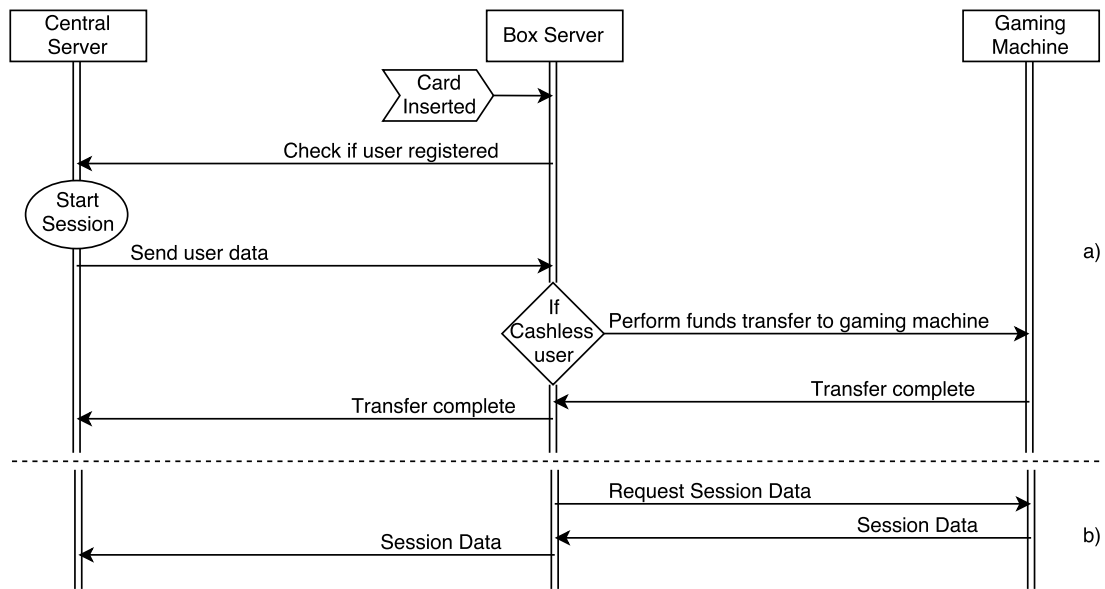 Central
Server
Box Server
Gaming
Machine
Card
Inserted
Check if user registered
Start
Session
Send user data
a)
If
Cashless
user
Perform funds transfer to gaming machine
Transfer complete
Transfer complete
Request Session Data
Session Data
b)
Session Data